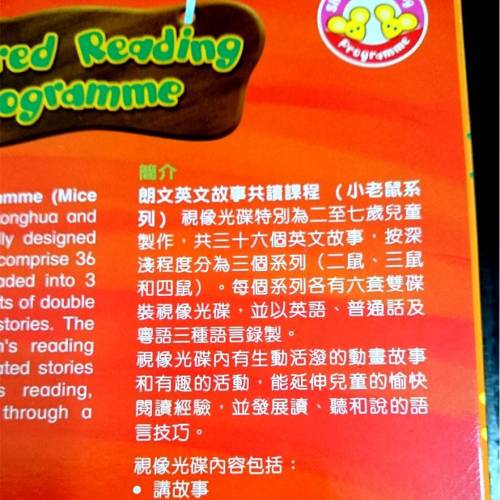 Reading
Programme
Programme
(Mice
and
designed
comprise 36
into 3
of double
stories. The
reading
stories
reading,
through a
簡介
朗文英文故事共讀課程 （小老鼠系
列）視像光碟特別為二至七歲兒童
製作，共三十六個英文故事，按深
淺程度分為三個系列（二鼠、三鼠
和四鼠）。每個系列各有六套雙碟
裝視像光碟，並以英語、普通話及
粵語三種語言錄製。
視像光碟內有生動活潑的動畫故事
和有趣的活動，能延伸兒童的愉快
閱讀經驗，並發展讀、聽和說的語
言技巧。
視像光碟內容包括：
• 講故事